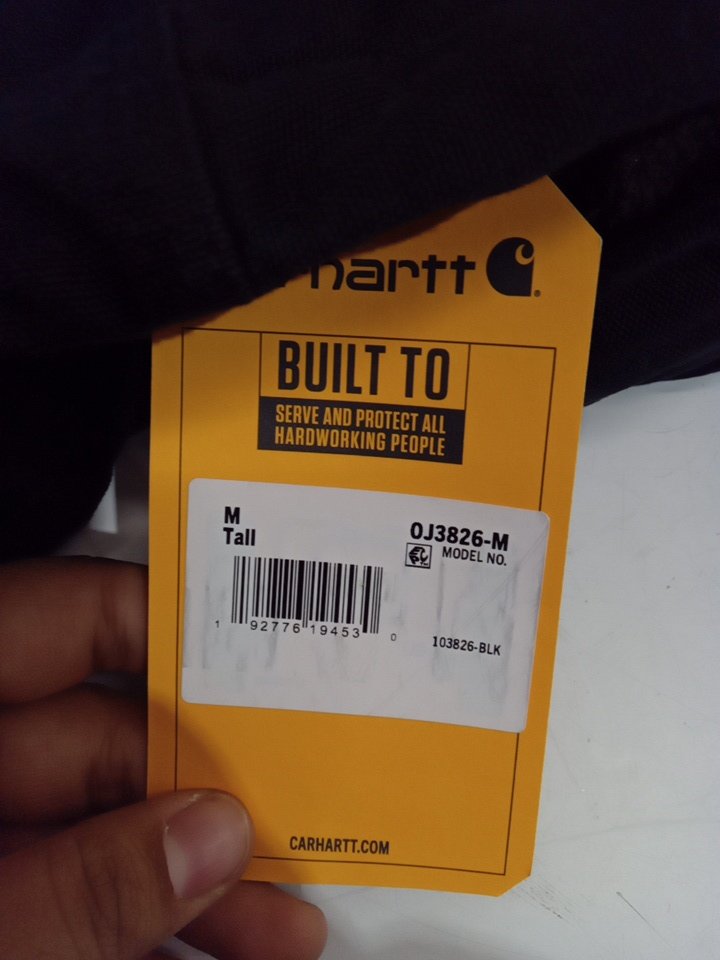 hartt
BUILT TO
SERVE AND PROTECT ALL
HARDWORKING PEOPLE
M
Tall
0J3826-M
MODEL NO.
1 92776 19453 0
103826-BLK
CARHARTT.COM